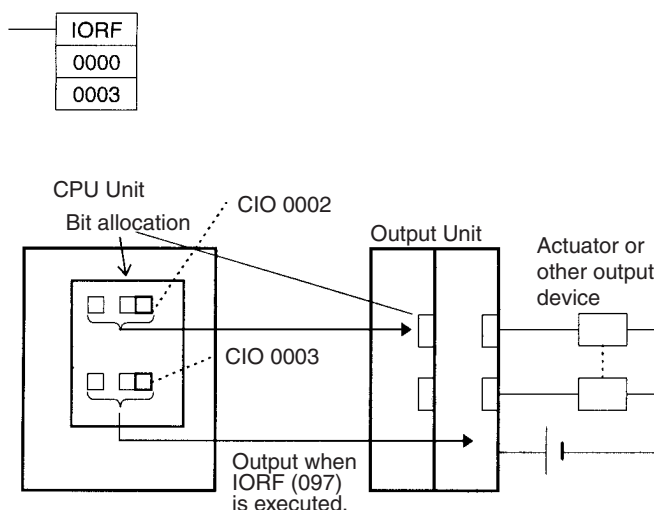 IORF
0000
0003
CPU Unit
Bit allocation
CIO 0002
Output Unit
Actuator or
other output
device
CIO 0003
Output when
IORF (097)
is executed.